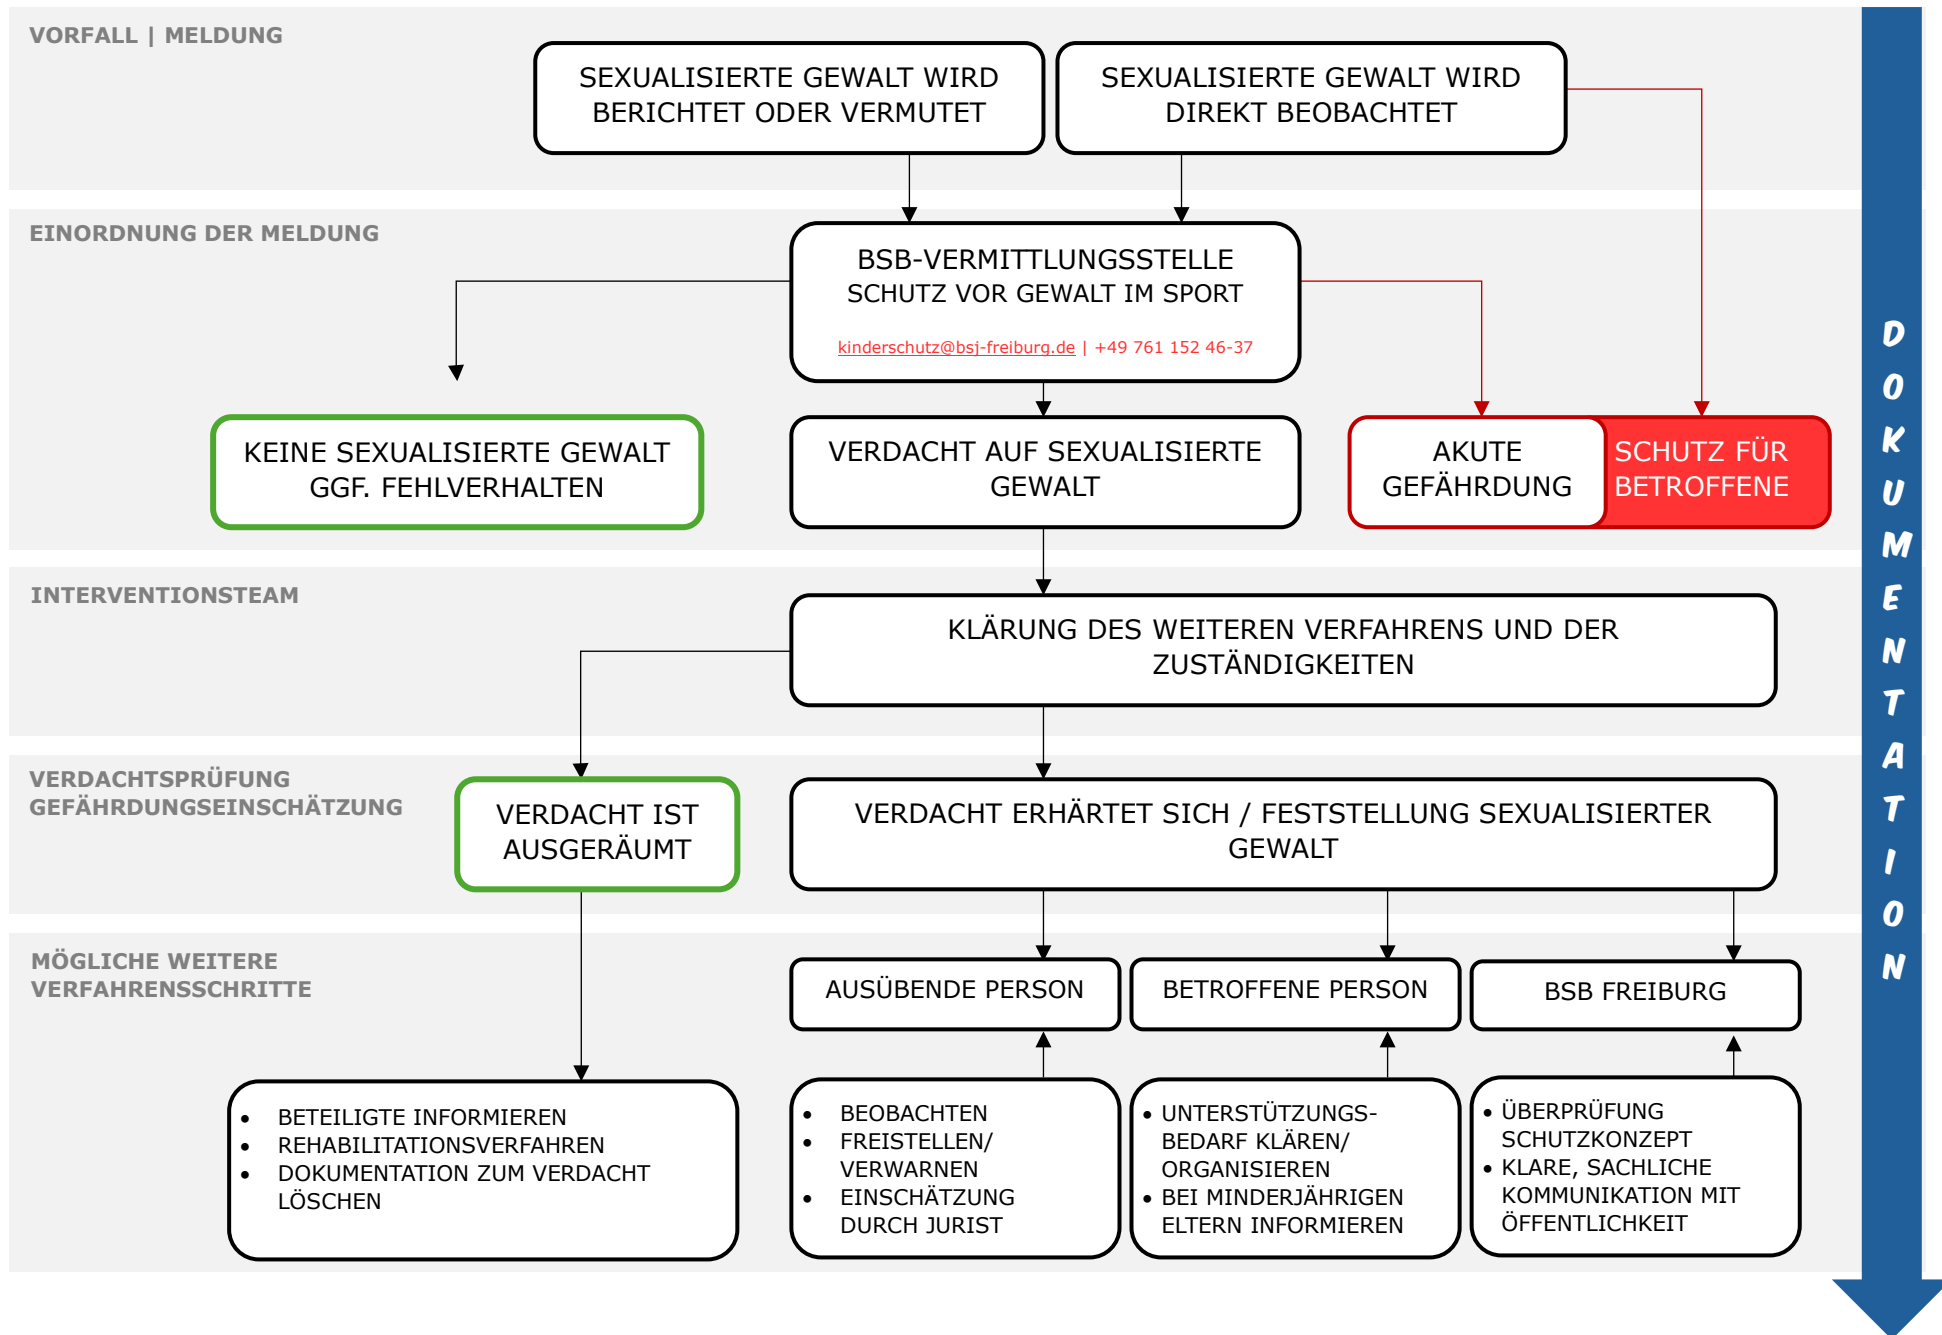 VORFALL | MELDUNG
SEXUALISIERTE GEWALT WIRD
BERICHTET ODER VERMUTET
SEXUALISIERTE GEWALT WIRD
DIREKT BEOBACHTET
EINORDNUNG DER MELDUNG
BSB-VERMITTLUNGSSTELLE
SCHUTZ VOR GEWALT IM SPORT
kinderschutz@bsj-freiburg.de | +49 761 152 46-37
KEINE SEXUALISIERTE GEWALT
GGF. FEHLVERHALTEN
VERDACHT AUF SEXUALISIERTE
GEWALT
AKUTE
GEFÄHRDUNG
SCHUTZ FÜR
BETROFFENE
INTERVENTIONSTEAM
KLÄRUNG DES WEITEREN VERFAHRENS UND DER
ZUSTÄNDIGKEITEN
VERDACHTSPRÜFUNG
GEFÄHRDUNGSEINSCHÄTZUNG
VERDACHT IST
AUSGERÄUMT
VERDACHT ERHÄRTET SICH / FESTSTELLUNG SEXUALISIERTER
GEWALT
MÖGLICHE WEITERE
VERFAHRENSSCHRITTE
AUSÜBENDE PERSON
BETROFFENE PERSON
BSB FREIBURG
• BETEILIGTE INFORMIEREN
• REHABILITATIONSVERFAHREN
• DOKUMENTATION ZUM VERDACHT
LÖSCHEN
• BEOBACHTEN
• FREISTELLEN/
VERWARNEN
• EINSCHÄTZUNG
DURCH JURIST
• UNTERSTÜTZUNGS-
BEDARF KLÄREN/
ORGANISIEREN
• BEI MINDERJÄHRIGEN
ELTERN INFORMIEREN
• ÜBERPRÜFUNG
SCHUTZKONZEPT
• KLARE, SACHLICHE
KOMMUNIKATION MIT
ÖFFENTLICHKEIT
DOKUMENTATION